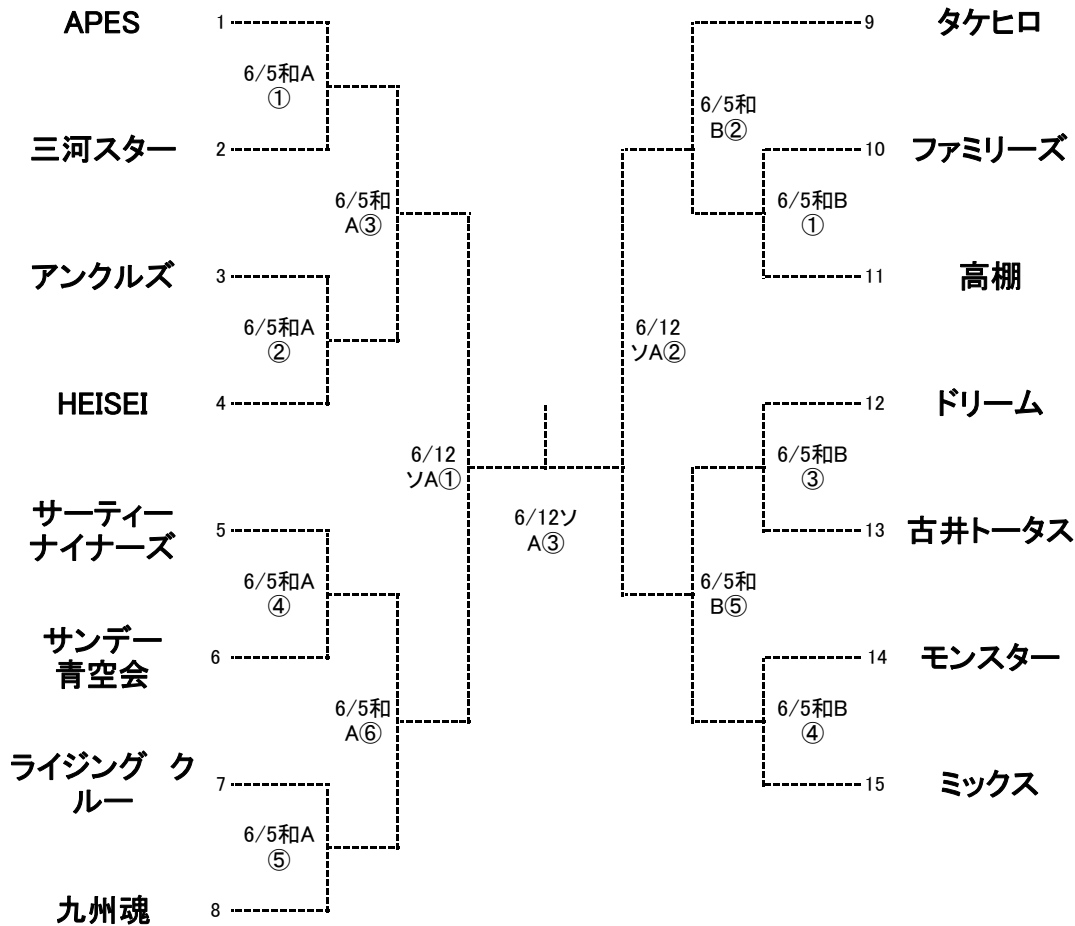 APES
1
6/5和A
①
三河スター
2
6/5和
A③
アンクルズ
3
6/5和A
②
HEISEI
4
6/12
ソA①
サーティー
ナイナーズ
5
6/5和A
④
サンデー
青空会
6
6/5和
A⑥
ライジング　ク
ルー
7
6/5和A
⑤
九州魂
8
6/12ソ
A③
9
タケヒロ
6/5和
B②
10
ファミリーズ
6/5和B
①
11
高棚
6/12
ソA②
12
ドリーム
6/5和B
③
13
古井トータス
6/5和
B⑤
14
モンスター
6/5和B
④
15
ミックス